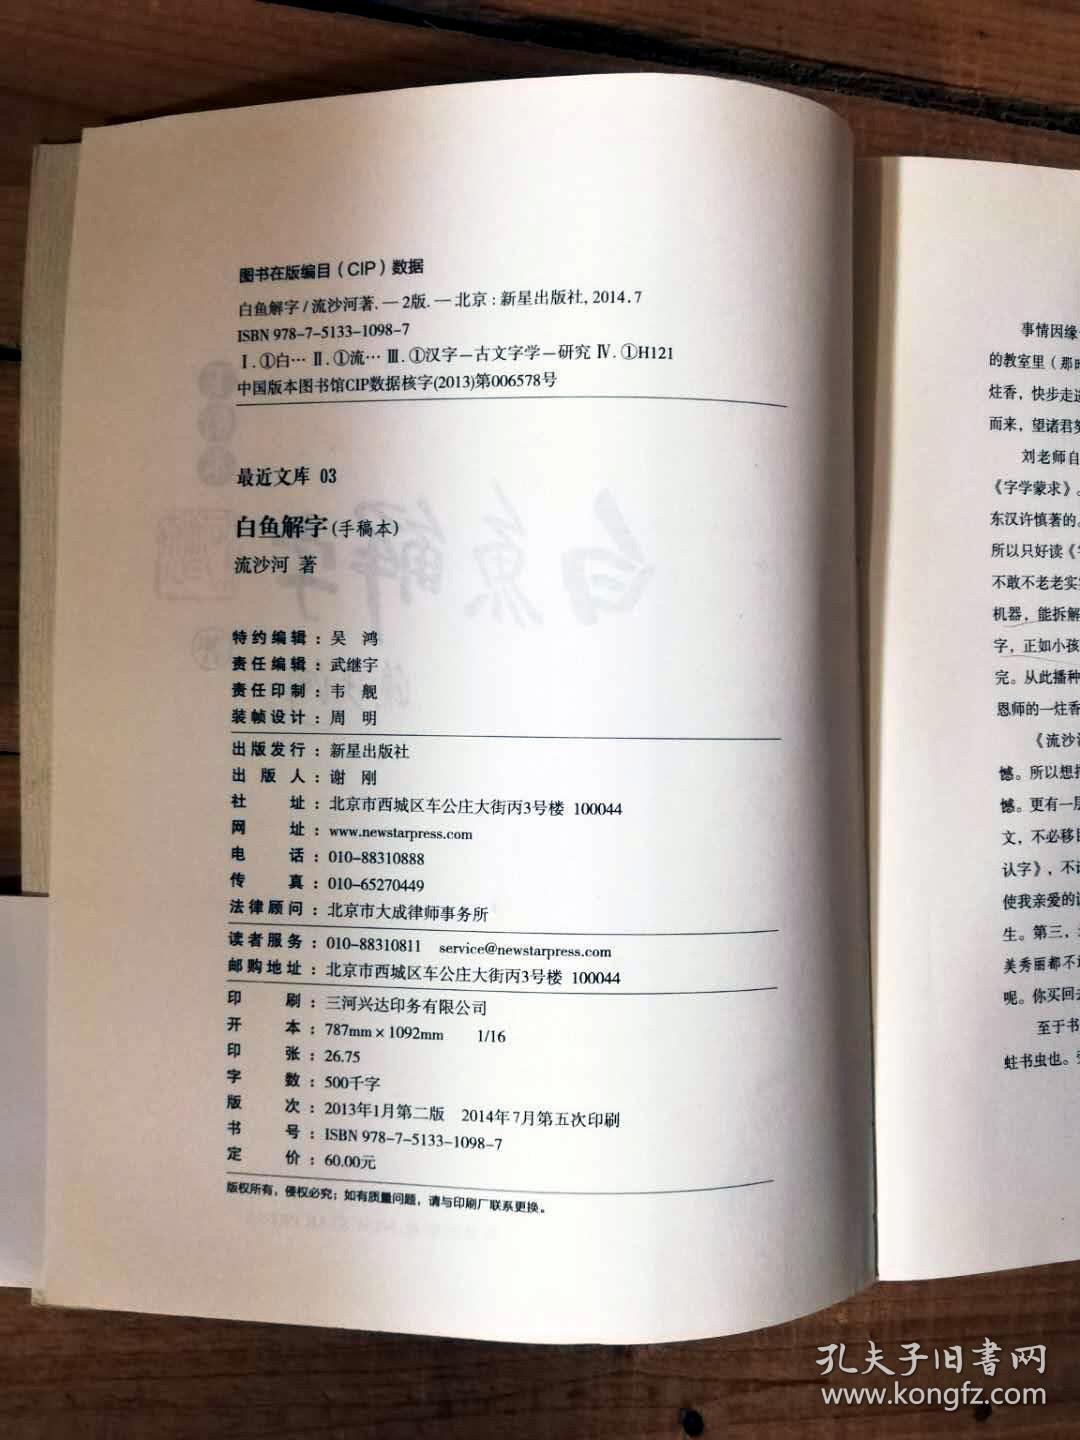 图书在版编目（CIP）数据
白鱼解字/流沙河著.—2版.—北京:新星出版社,2014.7
ISBN 978-7-5133-1098-7
Ⅰ.①白… Ⅱ.①流… Ⅲ.①汉字—古文字学—研究 Ⅳ.①H121
中国版本图书馆CIP数据核字(2013)第006578号
最近文库 03
白鱼解字(手稿本)
流沙河 著
特约编辑：吴 鸿
责任编辑：武继宇
责任印制：韦 舰
装帧设计：周 明
出版发行：新星出版社
出 版 人：谢 刚
社 址：北京市西城区车公庄大街丙3号楼 100044
网 址：www.newstarpress.com
电 话：010-88310888
传 真：010-65270449
法律顾问：北京市大成律师事务所
读者服务：010-88310811 service@newstarpress.com
邮购地址：北京市西城区车公庄大街丙3号楼 100044
印 刷：三河兴达印务有限公司
开 本：787mm×1092mm 1/16
印 张：26.75
字 数：500千字
版 次：2013年1月第二版 2014年7月第五次印刷
书 号：ISBN 978-7-5133-1098-7
定 价：60.00元
版权所有，侵权必究；如有质量问题，请与印刷厂联系更换。
事情因缘
的教室里（那
炷香，快步走
而来，望诸君
刘老师自
《字学蒙求》。
东汉许慎著的。
所以只好读《
不敢不老老实
机器，能拆解
字，正如小孩
完。从此播种
恩师的一炷香
《流沙
憾。所以想
憾。更有一
文，不必移
认字》，不
使我亲爱的
生。第三，
美秀丽都不
呢。你买回
至于书
蛀书虫也。
孔夫子旧書网
www.kongfz.com